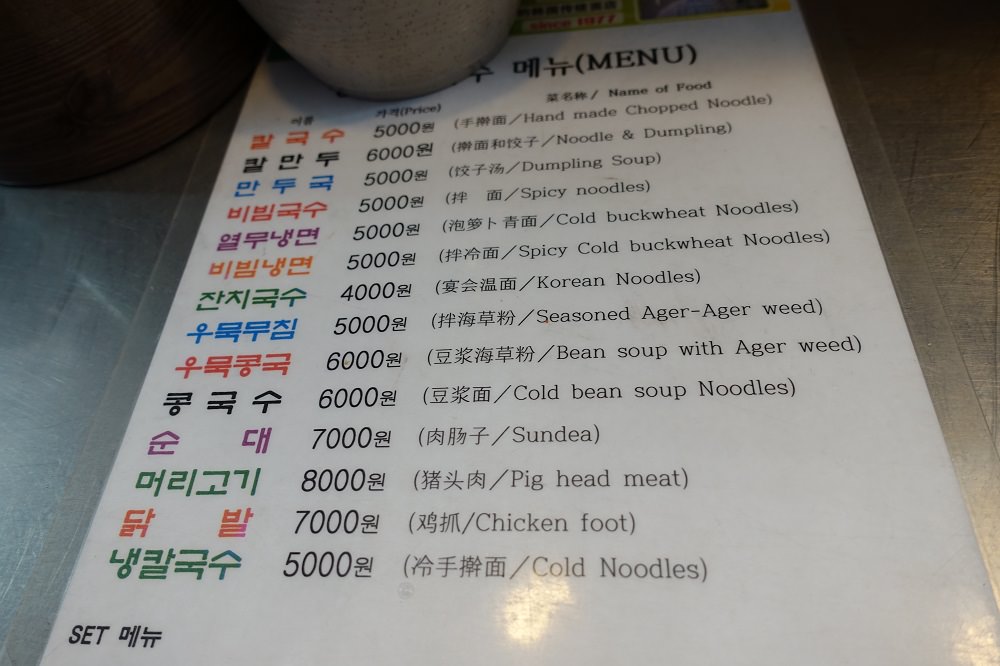 since 1977
수 메뉴(MENU)
이름 가격(Price) 菜名称/ Name of Food
칼국수 5000원 (手擀面/Hand made Chopped Noodle)
칼만두 6000원 (擀面和饺子/Noodle & Dumpling)
만두국 5000원 (饺子汤/Dumpling Soup)
비빔국수 5000원 (拌 面/Spicy noodles)
열무냉면 5000원 (泡箩卜青面/Cold buckwheat Noodles)
비빔냉면 5000원 (拌冷面/Spicy Cold buckwheat Noodles)
잔치국수 4000원 (宴会温面/Korean Noodles)
우묵무침 5000원 (拌海草粉/Seasoned Ager-Ager weed)
우묵콩국 6000원 (豆浆海草粉/Bean soup with Ager weed)
콩국수 6000원 (豆浆面/Cold bean soup Noodles)
순 대 7000원 (肉肠子/Sundea)
머리고기 8000원 (猪头肉/Pig head meat)
닭 발 7000원 (鸡抓/Chicken foot)
냉칼국수 5000원 (冷手擀面/Cold Noodles)
SET 메뉴